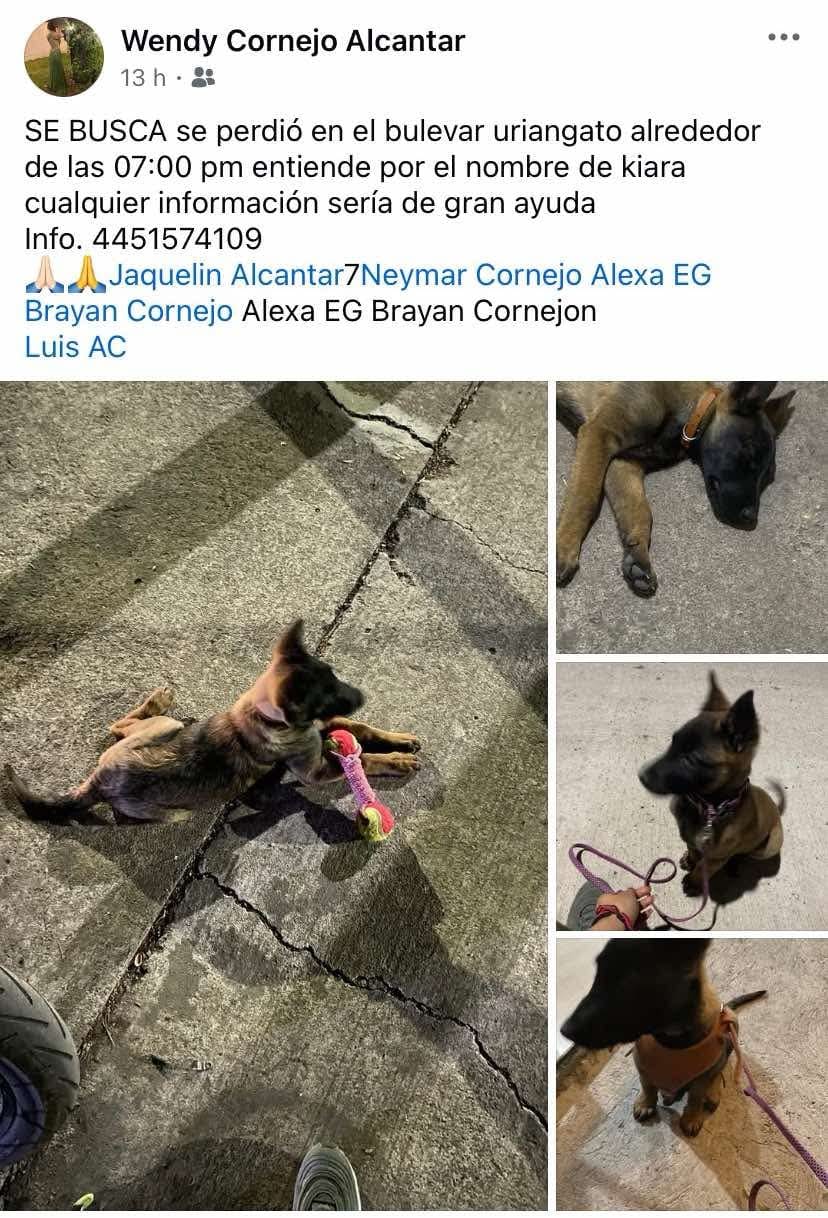 Wendy Cornejo Alcantar
13 h ·
SE BUSCA se perdió en el bulevar uriangato alrededor
de las 07:00 pm entiende por el nombre de kiara
cualquier información sería de gran ayuda
Info. 4451574109
🙏🏻🙏Jaquelin Alcantar7Neymar Cornejo Alexa EG
Brayan Cornejo Alexa EG Brayan Cornejon
Luis AC